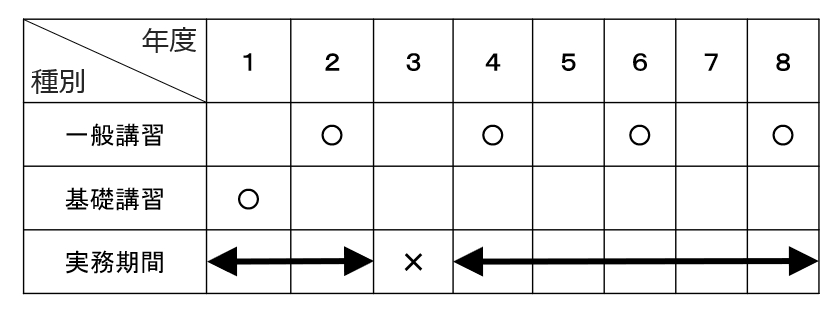 年度
種別
1 2 3 4 5 6 7 8
一般講習 ○ ○ ○ ○
基礎講習 ○
実務期間 ×